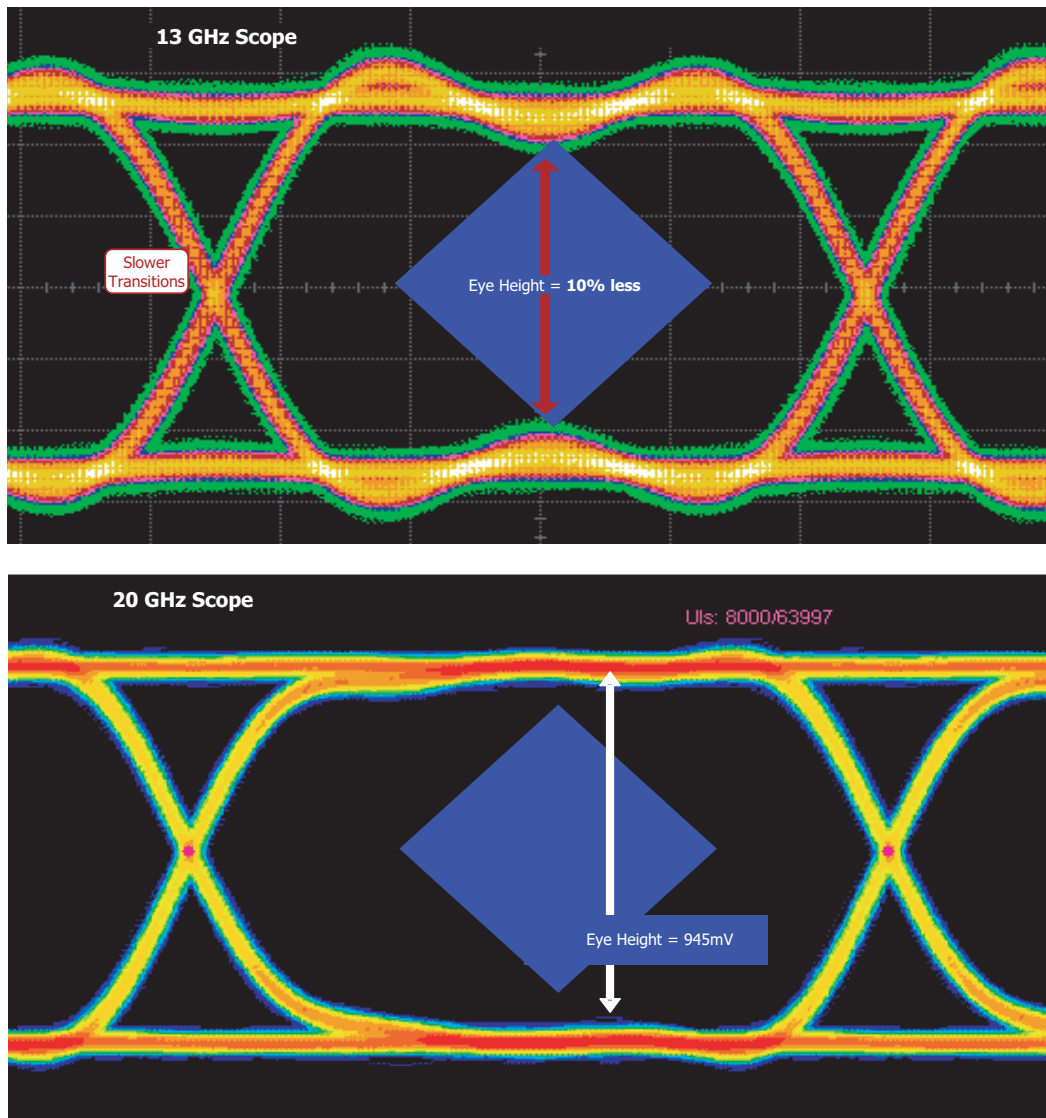 13 GHz Scope
Slower
Transitions
Eye Height = 10% less
20 GHz Scope
UIs: 8000/63997
Eye Height = 945mV